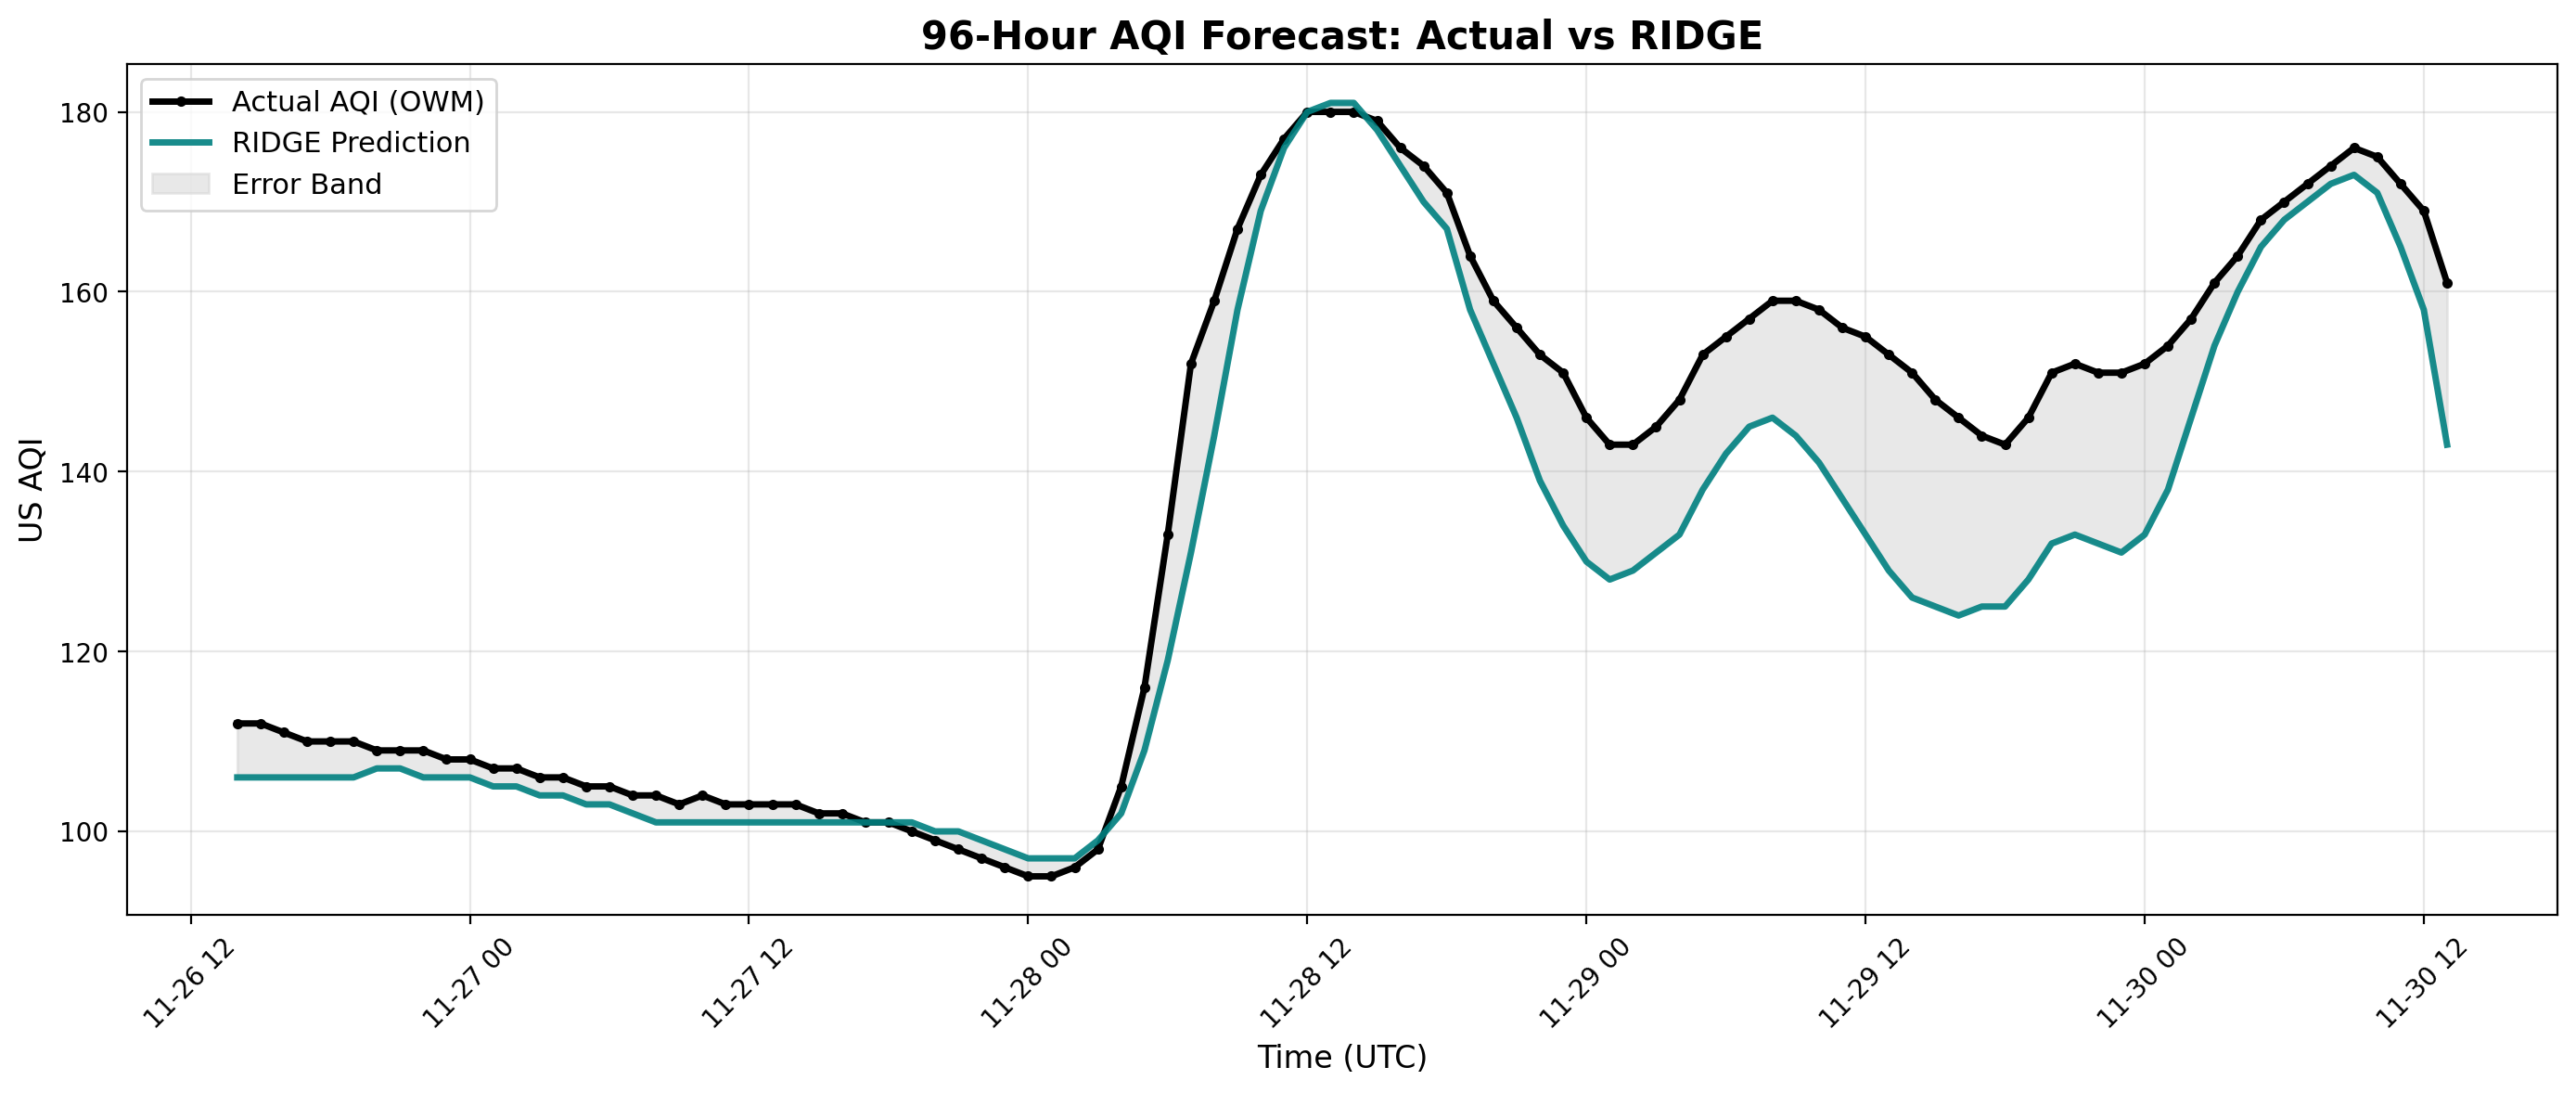 96-Hour AQI Forecast: Actual vs RIDGE
Actual AQI (OWM)
RIDGE Prediction
Error Band
US AQI
180
160
140
120
100
11-26 12
11-27 00
11-27 12
11-28 00
11-28 12
11-29 00
11-29 12
11-30 00
11-30 12
Time (UTC)